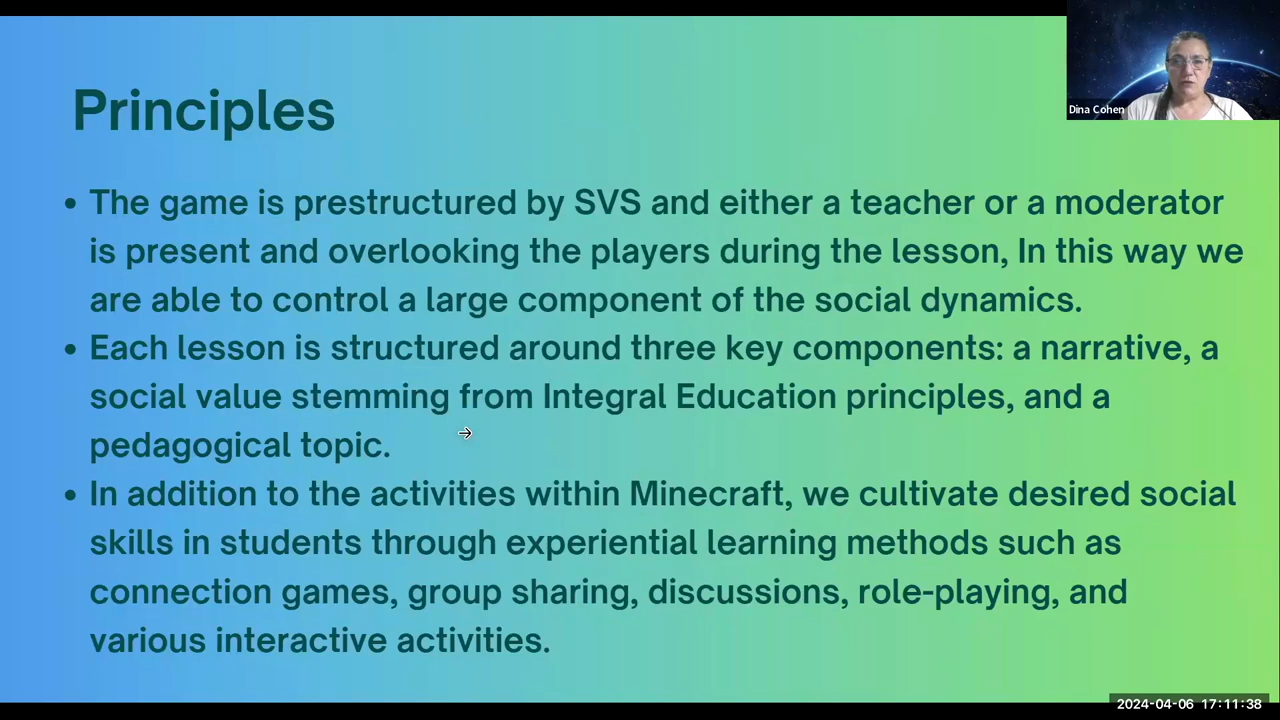 Dina Cohen
Principles
• The game is prestructured by SVS and either a teacher or a moderator
is present and overlooking the players during the lesson, In this way we
are able to control a large component of the social dynamics.
• Each lesson is structured around three key components: a narrative, a
social value stemming from Integral Education principles, and a
pedagogical topic.
• In addition to the activities within Minecraft, we cultivate desired social
skills in students through experiential learning methods such as
connection games, group sharing, discussions, role-playing, and
various interactive activities.
2024-04-06 17:11:38